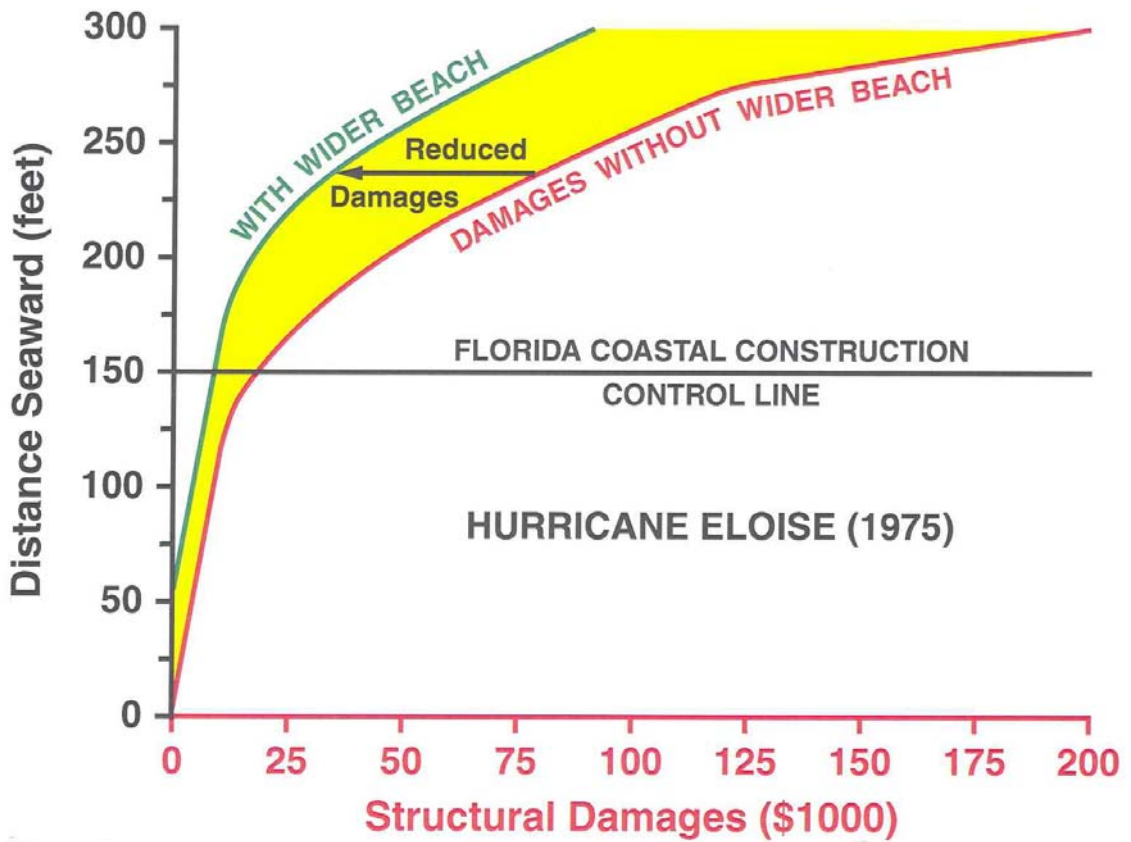 300
250
200
150
100
50
0
Distance Seaward (feet)
WITH WIDER BEACH
Reduced
Damages
DAMAGES WITHOUT WIDER BEACH
FLORIDA COASTAL CONSTRUCTION
CONTROL LINE
HURRICANE ELOISE (1975)
0 25 50 75 100 125 150 175 200
Structural Damages ($1000)